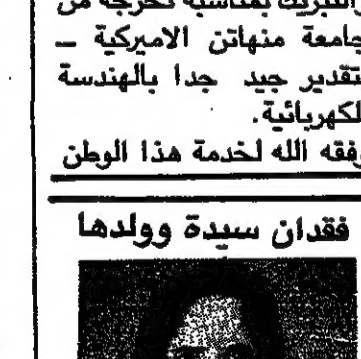 والتبريك بمناسبة تخرجه من
جامعة منهاتن الاميركية —
بتقدير جيد جدا بالهندسة
الكهربائية.
وفقه الله لخدمة هذا الوطن
فقدان سيدة وولدها